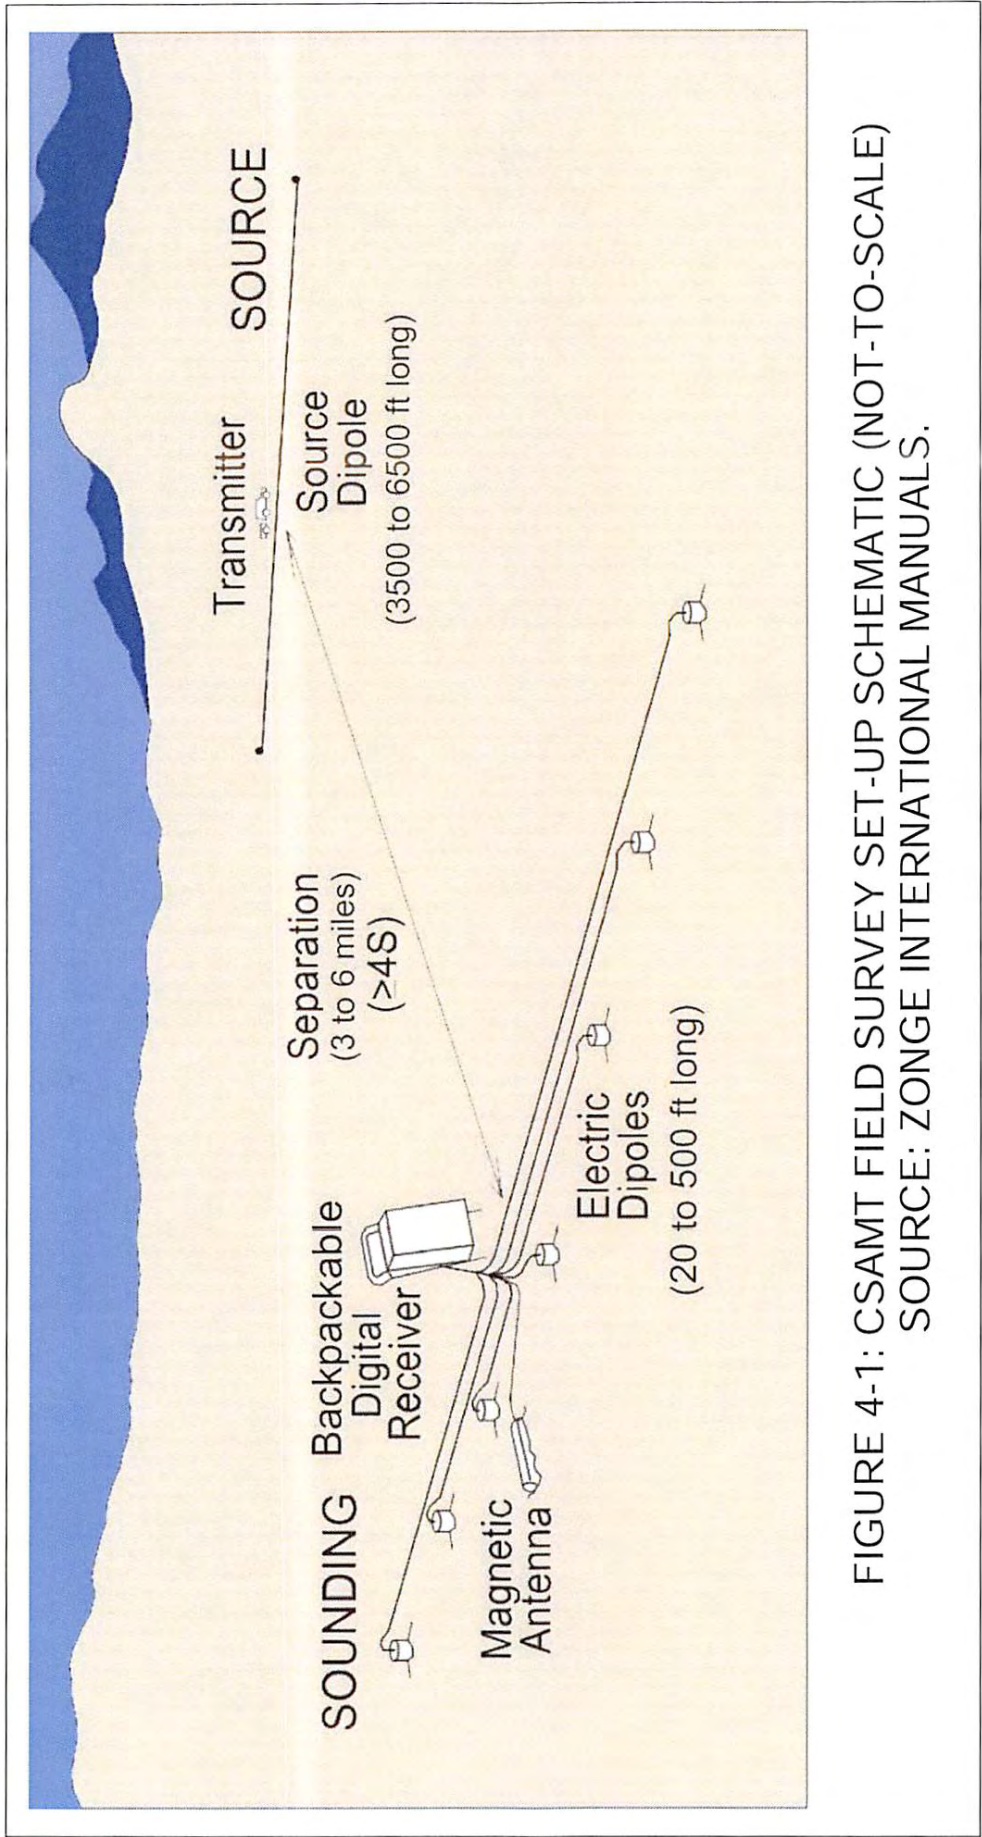 Transmitter
SOURCE
Source
Dipole
(3500 to 6500 ft long)
Separation
(3 to 6 miles)
(≥4S)
SOUNDING
Backpackable
Digital
Receiver
Magnetic
Antenna
Electric
Dipoles
(20 to 500 ft long)
FIGURE 4-1: CSAMT FIELD SURVEY SET-UP SCHEMATIC (NOT-TO-SCALE)
SOURCE: ZONGE INTERNATIONAL MANUALS.